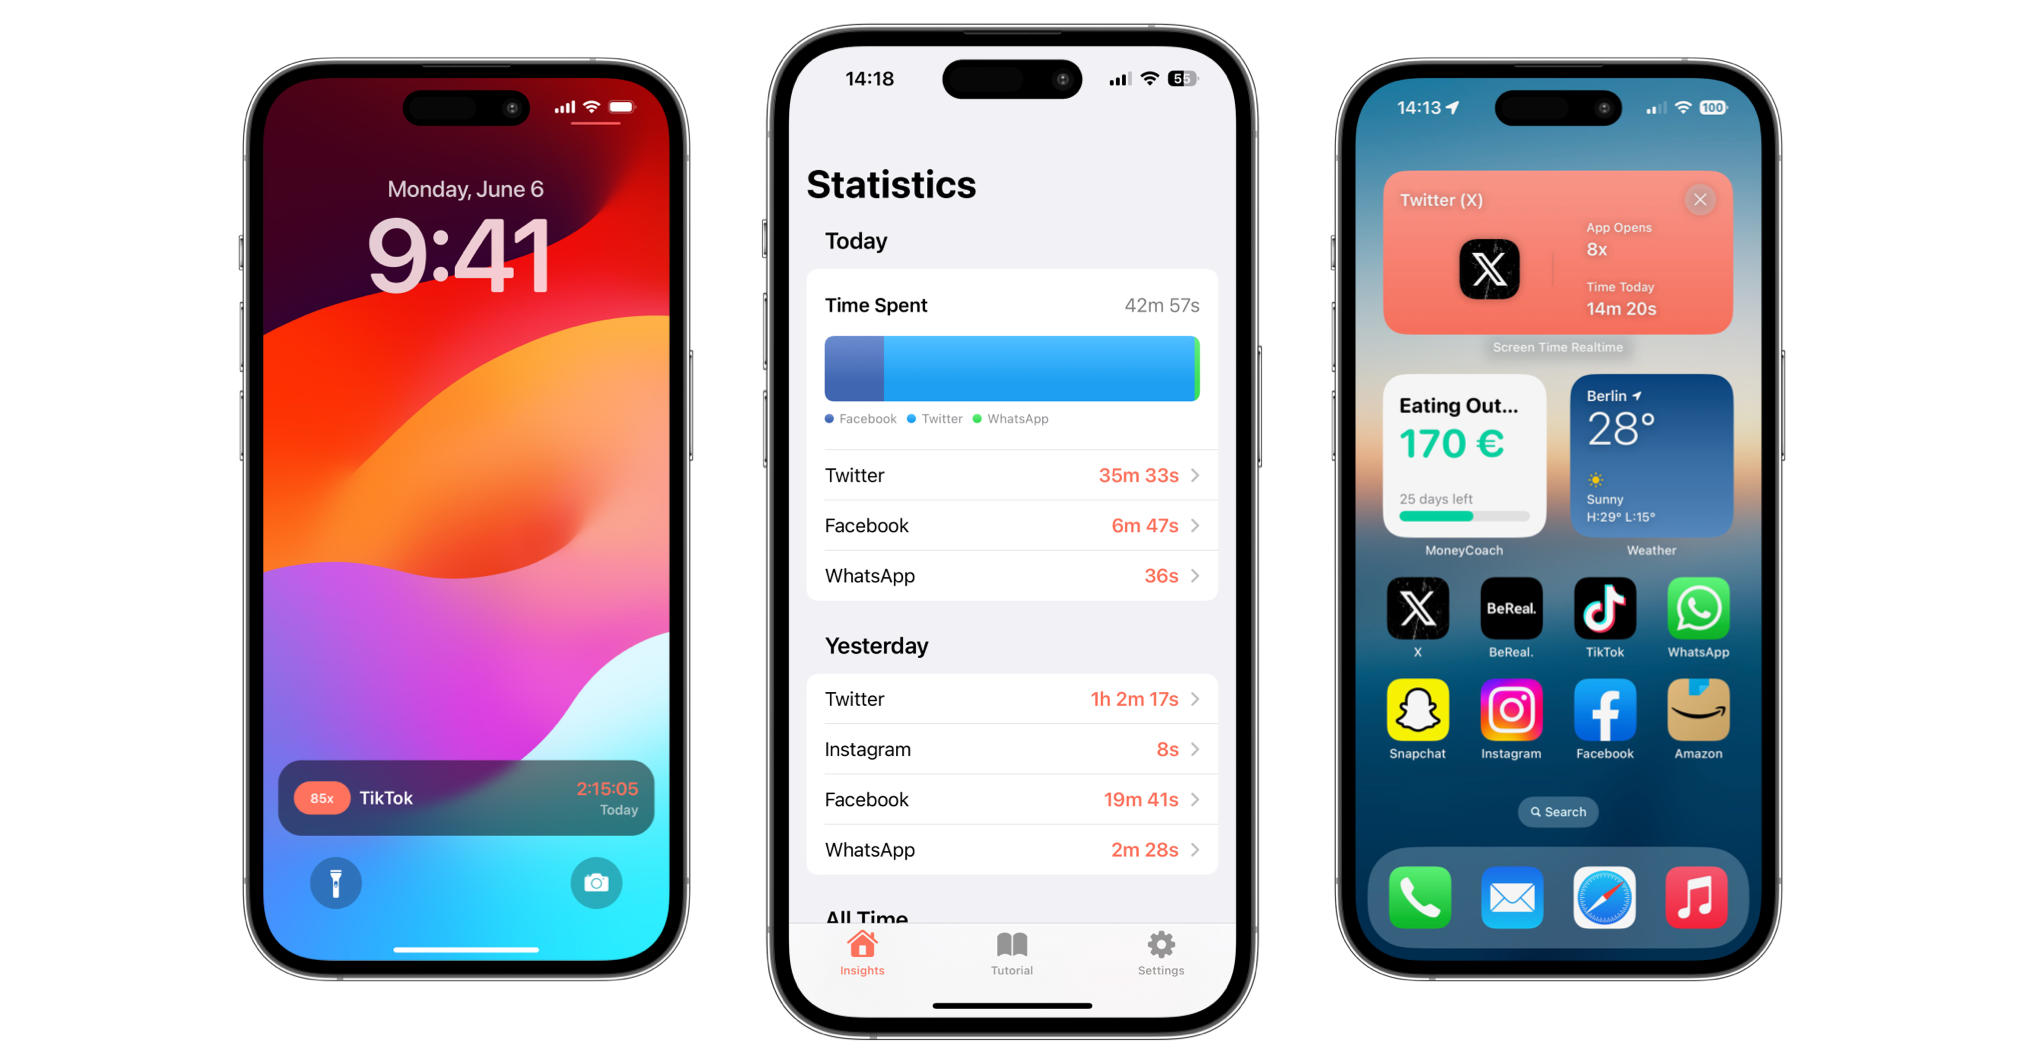 Monday, June 6
9:41
85x
TikTok
2:15:05
Today
14:18
55
Statistics
Today
Time Spent
42m 57s
Facebook
Twitter
WhatsApp
Twitter
35m 33s
Facebook
6m 47s
WhatsApp
36s
Yesterday
Twitter
1h 2m 17s
Instagram
8s
Facebook
19m 41s
WhatsApp
2m 28s
All Time
Insights
Tutorial
Settings
14:13
100
Twitter (X)
App Opens
8x
Time Today
14m 20s
Screen Time Realtime
Eating Out...
170 €
25 days left
MoneyCoach
Berlin
28°
Sunny
H:29° L:15°
Weather
BeReal.
X
BeReal.
TikTok
WhatsApp
Snapchat
Instagram
Facebook
Amazon
Search